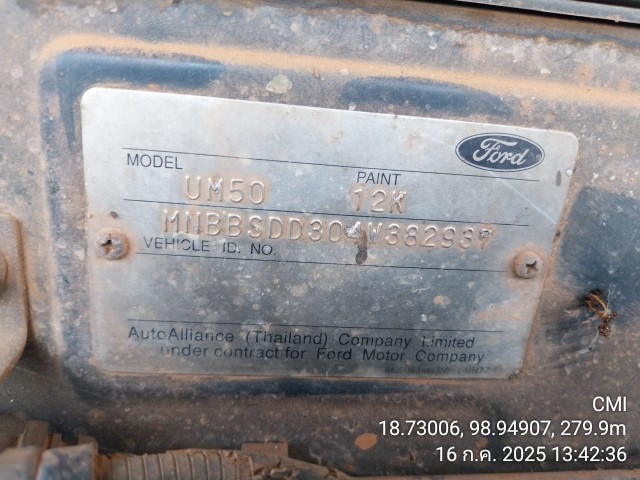 Ford
MODEL PAINT
UM50 12K
MNBBSDD304W382937
VEHICLE ID. NO.
AutoAlliance (Thailand) Company Limited
under contract for Ford Motor Company
CMI
18.73006, 98.94907, 279.9m
16 ก.ค. 2025 13:42:36